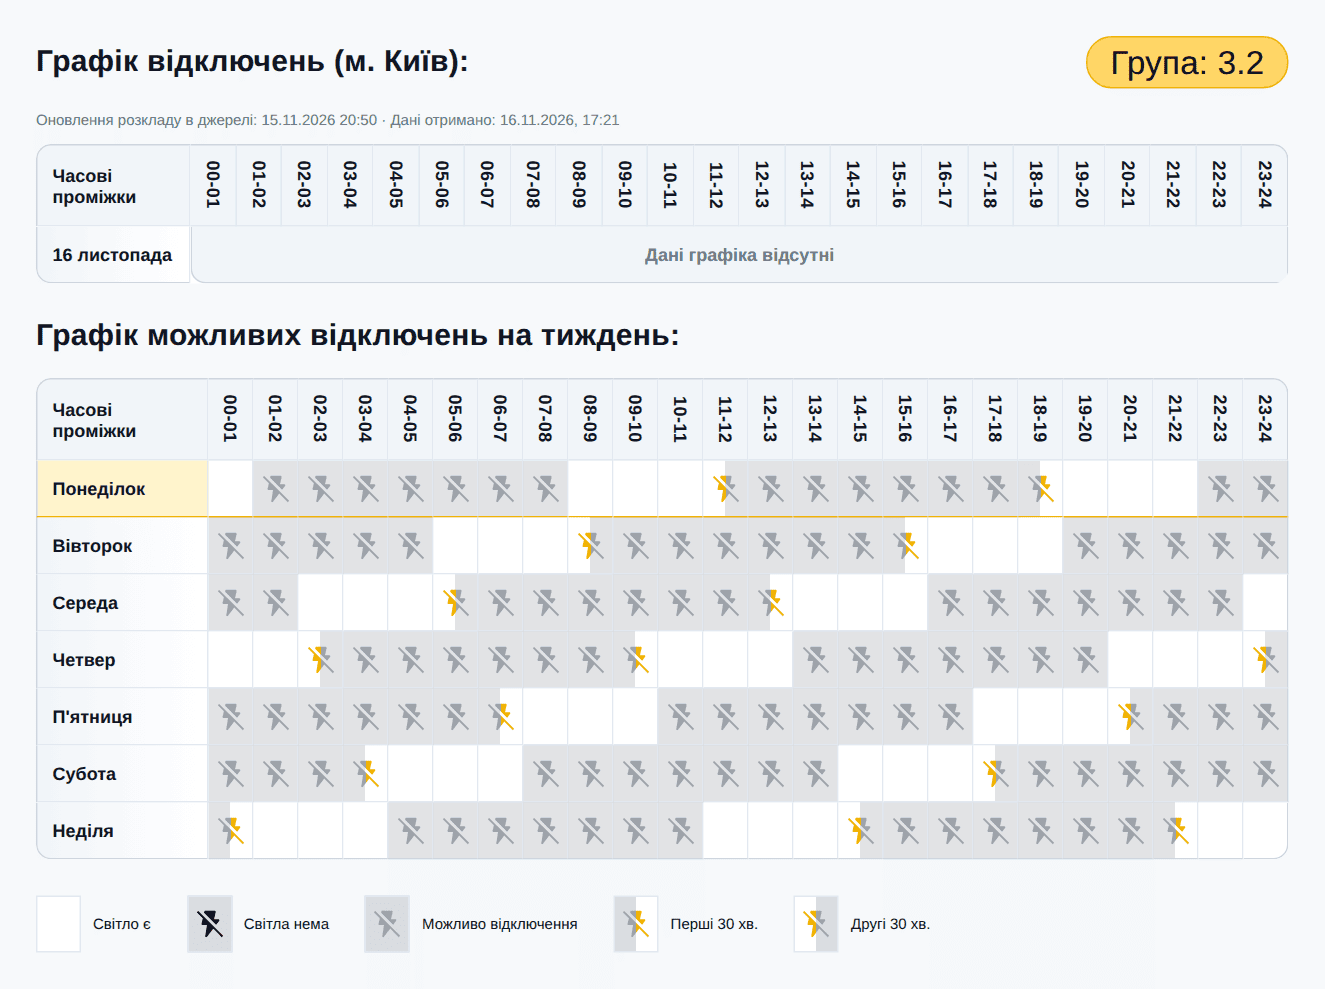 Графік відключень (м. Київ):
Група: 3.2
Оновлення розкладу в джерелі: 15.11.2026 20:50 · Дані отримано: 16.11.2026, 17:21
Часові проміжки 00-01 01-02 02-03 03-04 04-05 05-06 06-07 07-08 08-09 09-10 10-11 11-12 12-13 13-14 14-15 15-16 16-17 17-18 18-19 19-20 20-21 21-22 22-23 23-24
16 листопада Дані графіка відсутні
Графік можливих відключень на тиждень:
Часові проміжки 00-01 01-02 02-03 03-04 04-05 05-06 06-07 07-08 08-09 09-10 10-11 11-12 12-13 13-14 14-15 15-16 16-17 17-18 18-19 19-20 20-21 21-22 22-23 23-24
Понеділок
Вівторок
Середа
Четвер
П'ятниця
Субота
Неділя
Світло є Світла нема Можливо відключення Перші 30 хв. Другі 30 хв.